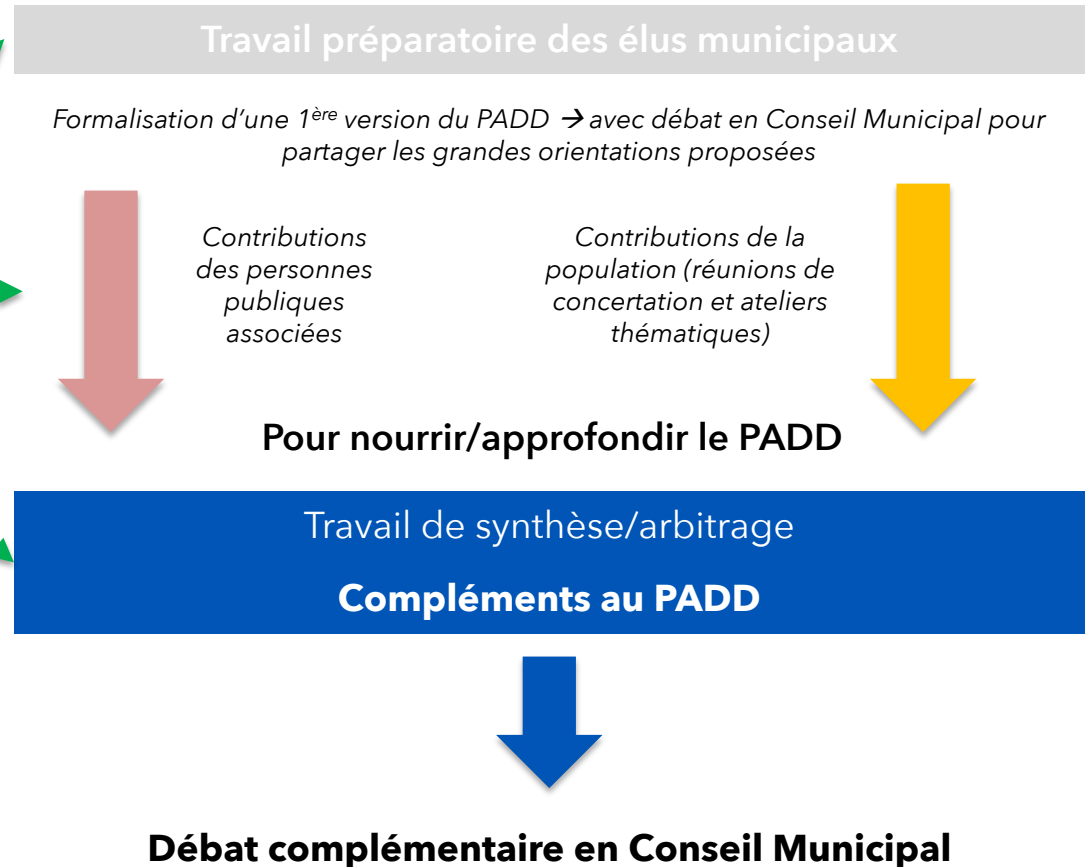 Travail préparatoire des élus municipaux
Formalisation d’une 1ère version du PADD → avec débat en Conseil Municipal pour
partager les grandes orientations proposées
Contributions
des personnes
publiques
associées
Contributions de la
population (réunions de
concertation et ateliers
thématiques)
Pour nourrir/approfondir le PADD
Travail de synthèse/arbitrage
Compléments au PADD
Débat complémentaire en Conseil Municipal